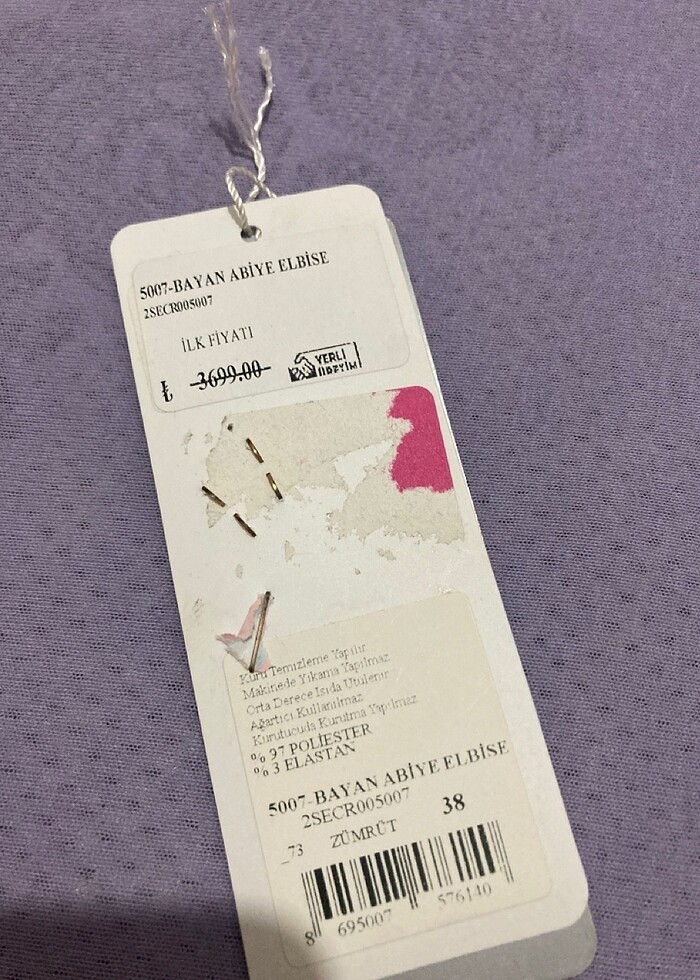 5007-BAYAN ABİYE ELBİSE
2SECR005007
İLK FİYATI
₺ 3699.00
YERLİ
ÜRETİM
Kuru Temizleme Yapılır
Makinede Yıkama Yapılmaz
Orta Derece Isıda Ütülenir
Ağartıcı Kullanılmaz
Kurutucuda Kurutma Yapılmaz
% 97 POLİESTER
% 3 ELASTAN
5007-BAYAN ABİYE ELBİSE
2SECR005007 38
_73 ZÜMRÜT
8 695007 576140